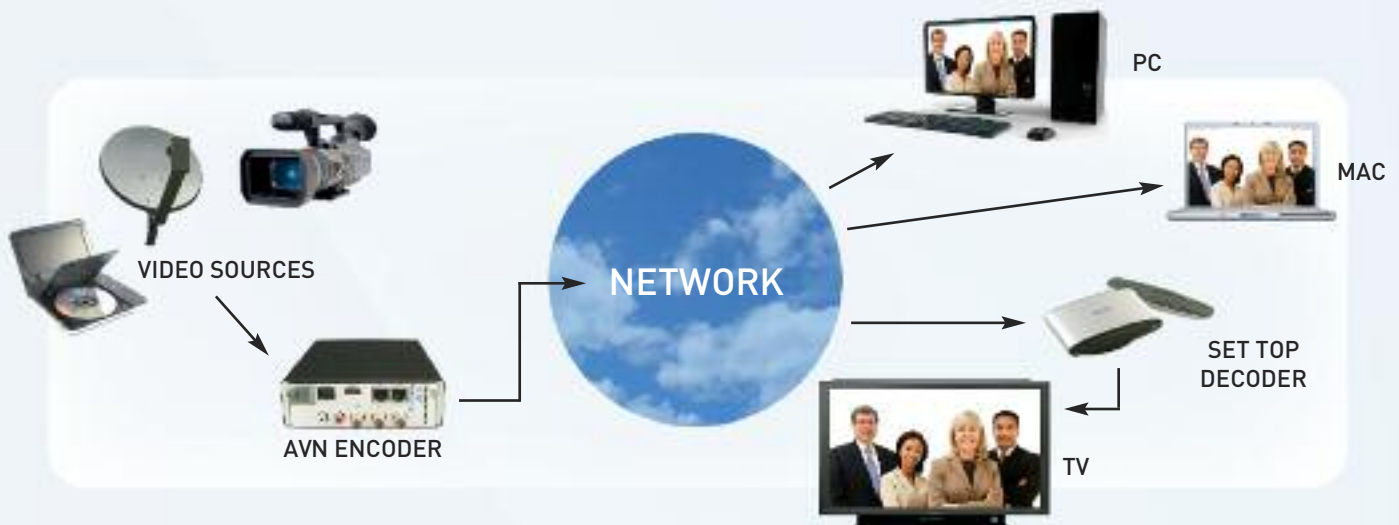 PC
MAC
VIDEO SOURCES
NETWORK
SET TOP
DECODER
AVN ENCODER
TV